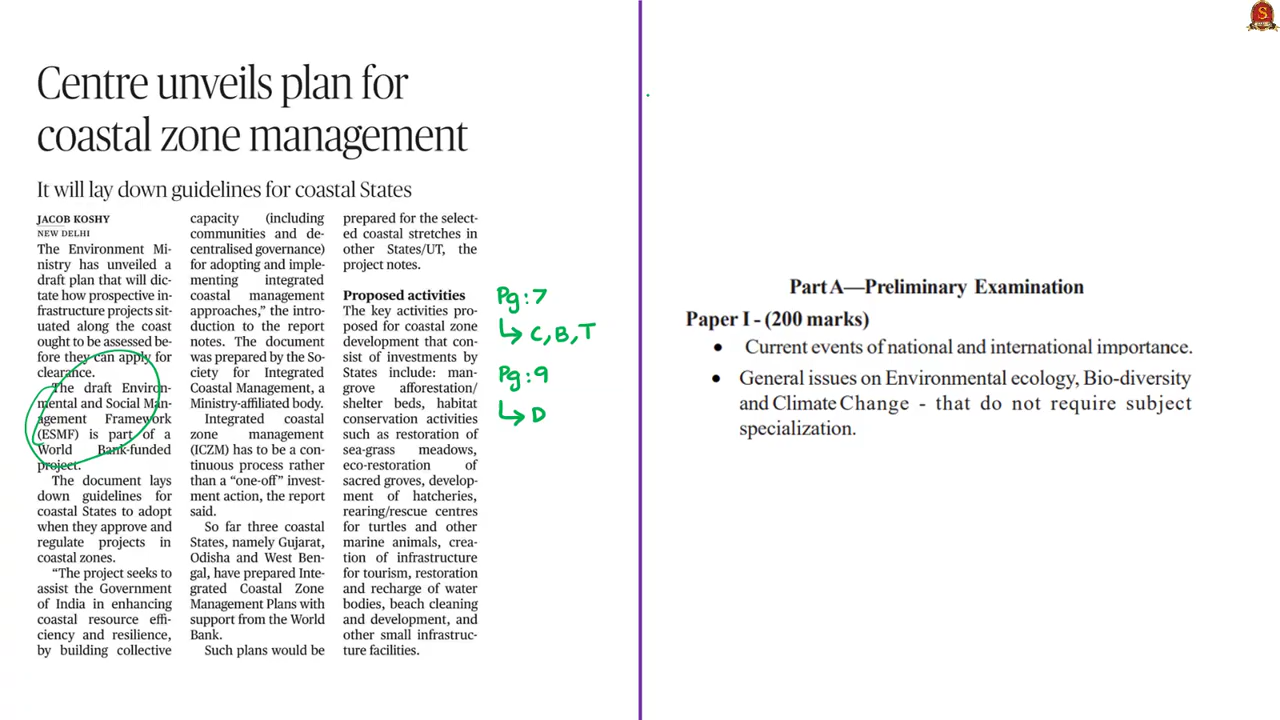 Centre unveils plan for
coastal zone management
It will lay down guidelines for coastal States
JACOB KOSHY
NEW DELHI
The Environment Mi-
nistry has unveiled a
draft plan that will dic-
tate how prospective in-
frastructure projects sit-
uated along the coast
ought to be assessed be-
fore they can apply for
clearance.
The draft Environ-
mental and Social Man-
agement Framework
(ESMF) is part of a
World Bank-funded
project.
The document lays
down guidelines for
coastal States to adopt
when they approve and
regulate projects in
coastal zones.
“The project seeks to
assist the Government
of India in enhancing
coastal resource effi-
ciency and resilience,
by building collective
capacity (including
communities and de-
centralised governance)
for adopting and imple-
menting integrated
coastal management
approaches,” the intro-
duction to the report
notes. The document
was prepared by the So-
ciety for Integrated
Coastal Management, a
Ministry-affiliated body.
Integrated coastal
zone management
(ICZM) has to be a con-
tinuous process rather
than a “one-off” invest-
ment action, the report
said.
So far three coastal
States, namely Gujarat,
Odisha and West Ben-
gal, have prepared Inte-
grated Coastal Zone
Management Plans with
support from the World
Bank.
Such plans would be
prepared for the select-
ed coastal stretches in
other States/UT, the
project notes.
Proposed activities
The key activities pro-
posed for coastal zone
development that con-
sist of investments by
States include: man-
grove afforestation/
shelter beds, habitat
conservation activities
such as restoration of
sea-grass meadows,
eco-restoration of
sacred groves, develop-
ment of hatcheries,
rearing/rescue centres
for turtles and other
marine animals, crea-
tion of infrastructure
for tourism, restoration
and recharge of water
bodies, beach cleaning
and development, and
other small infrastruc-
ture facilities.
Pg:7
↳ C, B, T
Pg:9
↳ D
Part A—Preliminary Examination
Paper I - (200 marks)
• Current events of national and international importance.
• General issues on Environmental ecology, Bio-diversity
and Climate Change - that do not require subject
specialization.
S